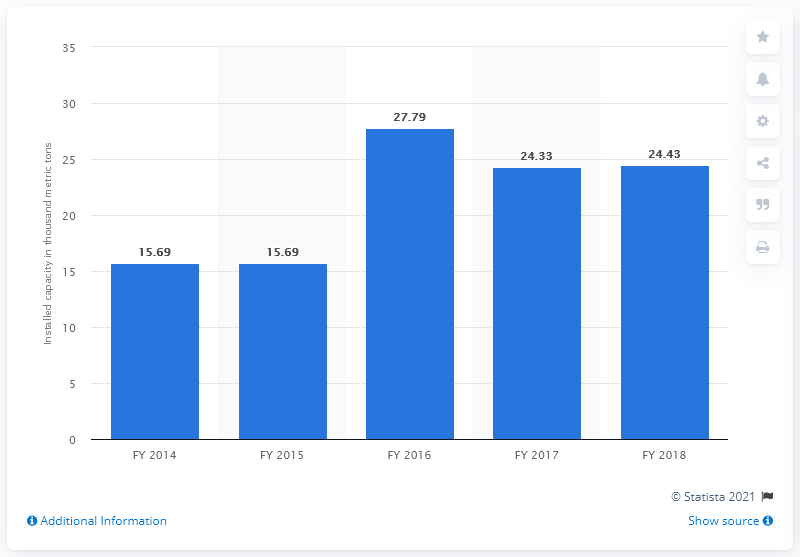 Installed capacity in thousand metric tons
35
30
25
20
15
10
5
0
15.69
15.69
27.79
24.33
24.43
FY 2014
FY 2015
FY 2016
FY 2017
FY 2018
© Statista 2021
Additional Information
Show source